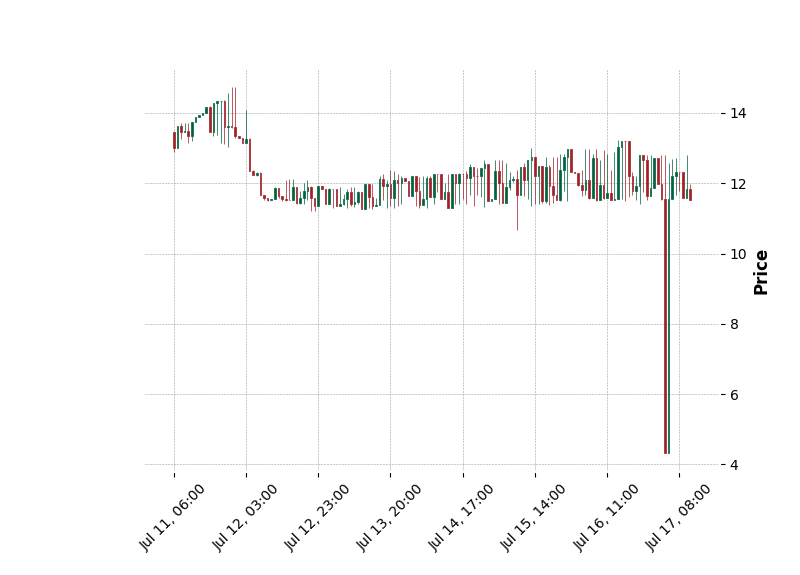 14
12
10
8
6
4
Price
Jul 11, 06:00
Jul 12, 03:00
Jul 12, 23:00
Jul 13, 20:00
Jul 14, 17:00
Jul 15, 14:00
Jul 16, 11:00
Jul 17, 08:00